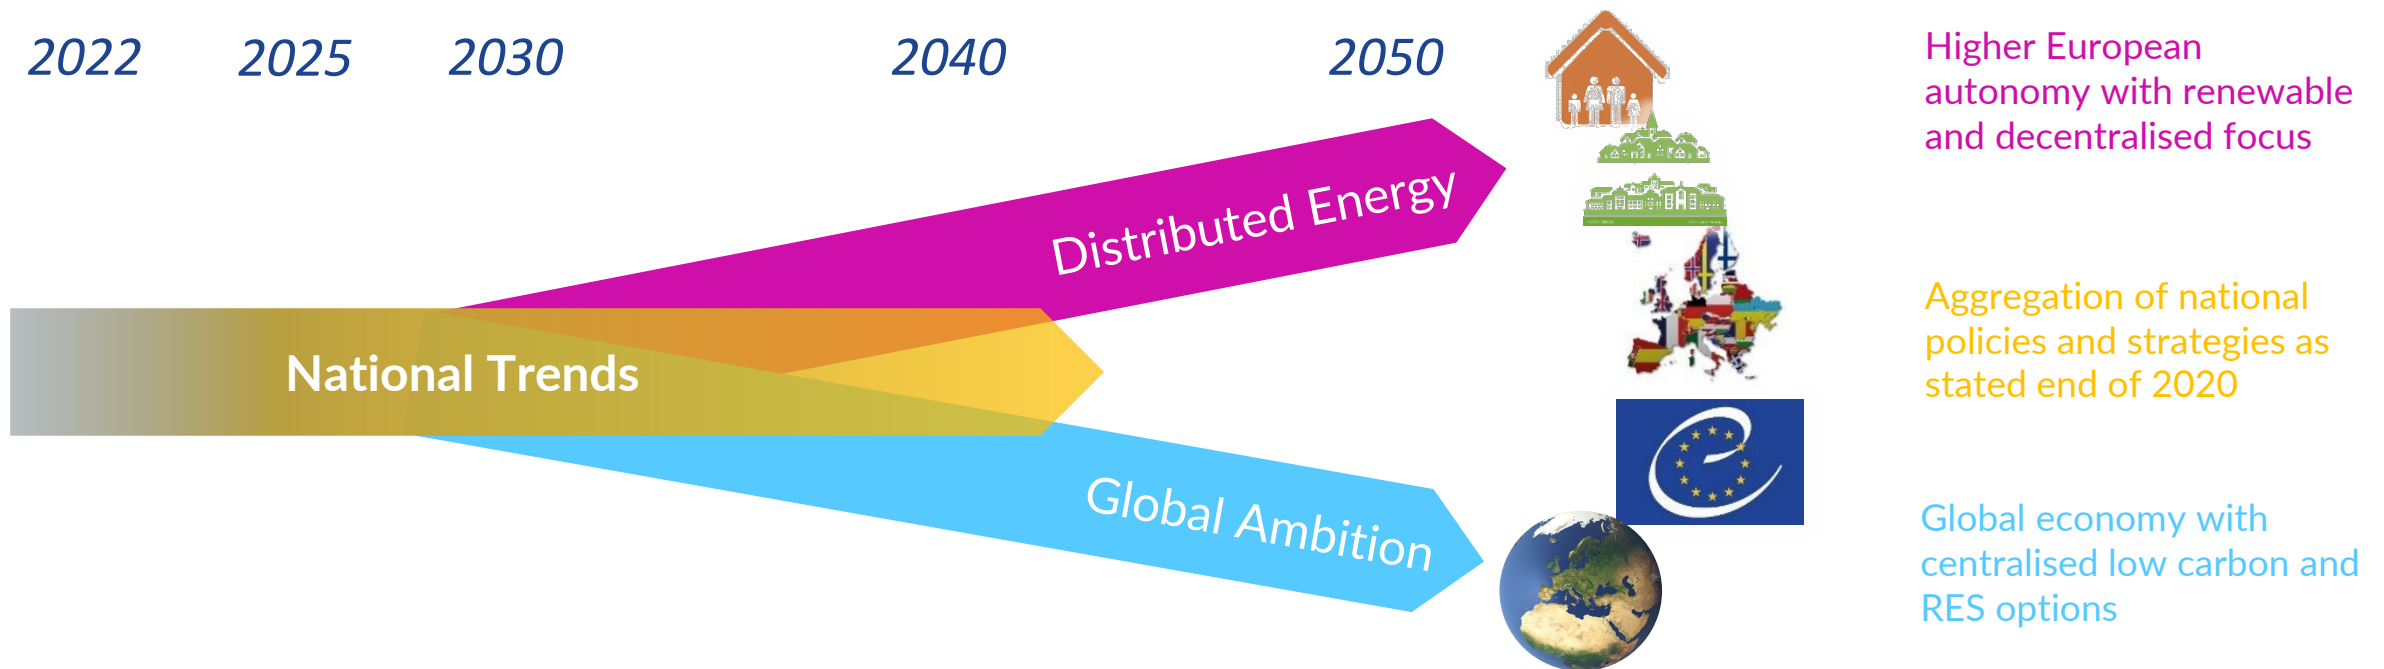 2022 2025 2030 2040 2050
Higher European
autonomy with renewable
and decentralised focus
Distributed Energy
National Trends
Aggregation of national
policies and strategies as
stated end of 2020
Global Ambition
Global economy with
centralised low carbon and
RES options